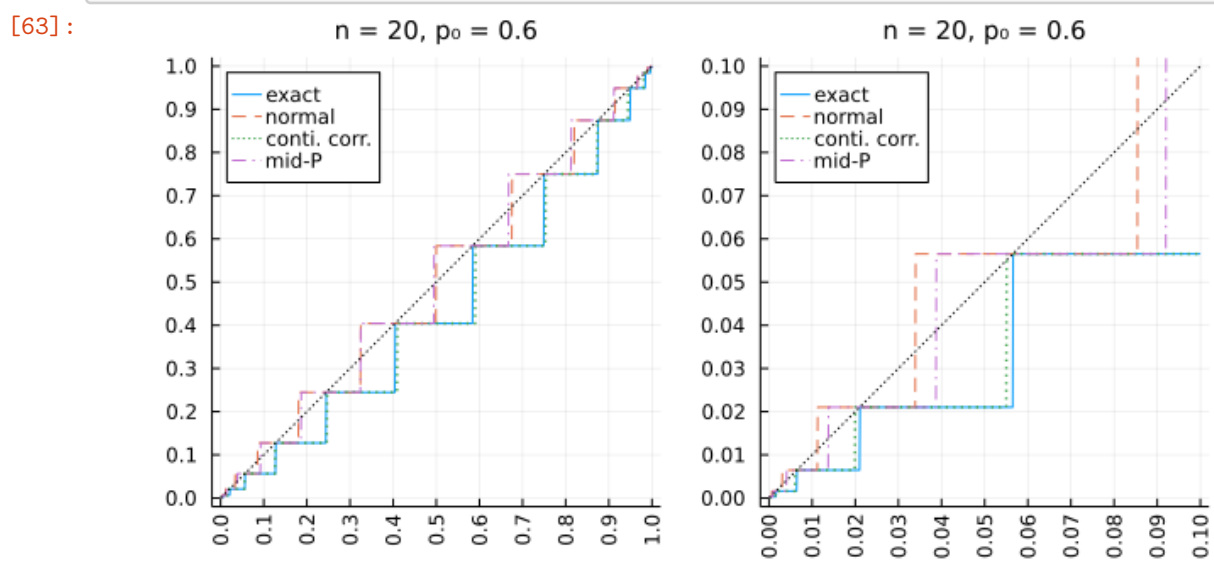 [63]:
n = 20, p₀ = 0.6
exact
normal
conti. corr.
mid-P
1.0
0.9
0.8
0.7
0.6
0.5
0.4
0.3
0.2
0.1
0.0
0.0 0.1 0.2 0.3 0.4 0.5 0.6 0.7 0.8 0.9 1.0
n = 20, p₀ = 0.6
exact
normal
conti. corr.
mid-P
0.10
0.09
0.08
0.07
0.06
0.05
0.04
0.03
0.02
0.01
0.00
0.00 0.01 0.02 0.03 0.04 0.05 0.06 0.07 0.08 0.09 0.10